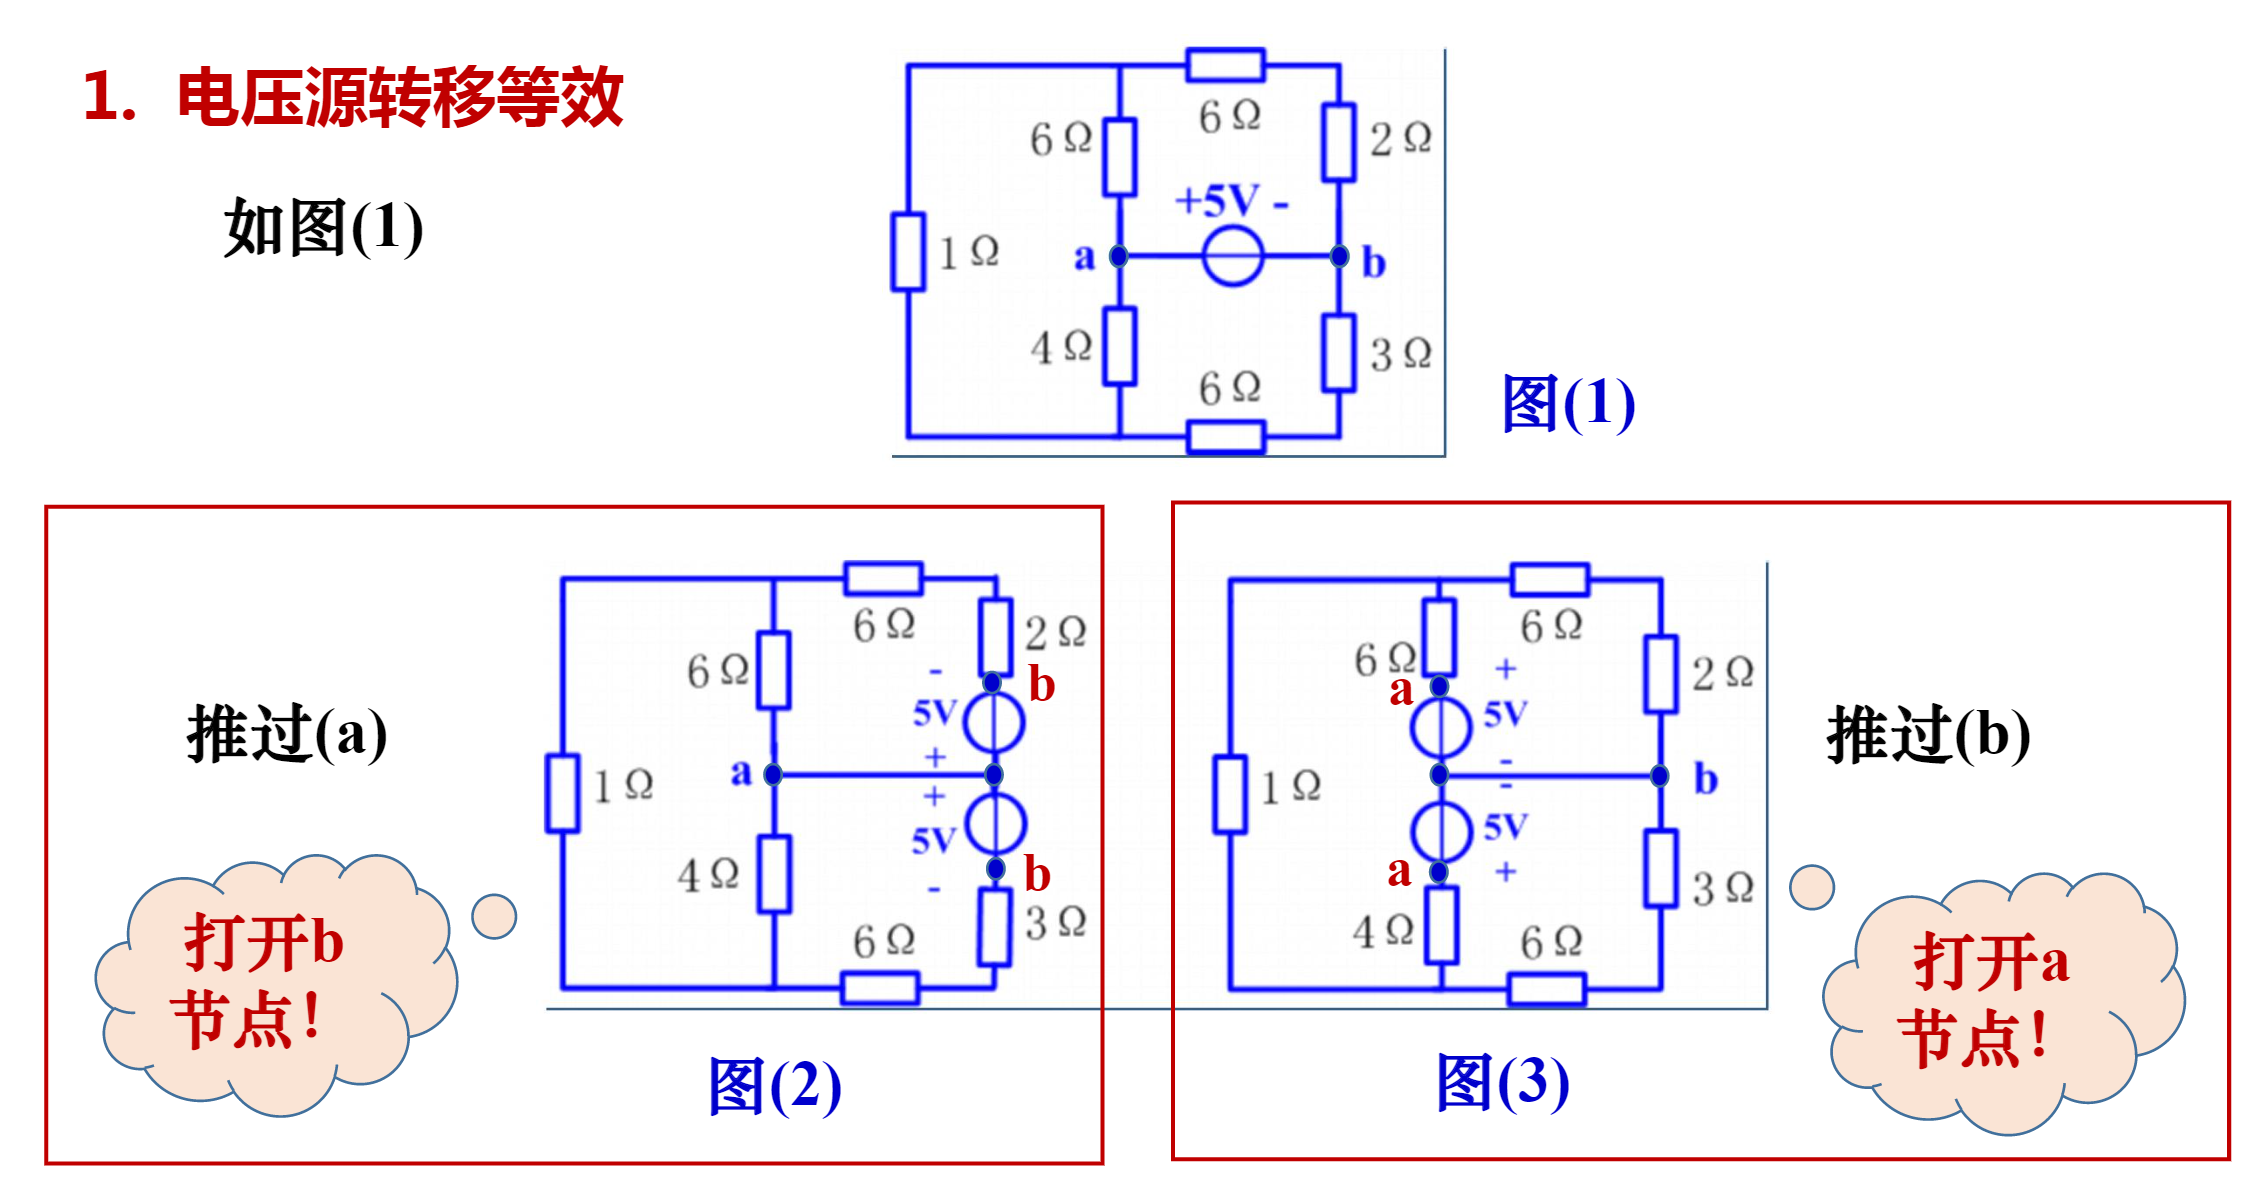 1. 电压源转移等效
如图(1)
6 Ω
6 Ω
2 Ω
+5V -
1 Ω
a
b
4 Ω
6 Ω
3 Ω
图(1)
推过(a)
6 Ω
2 Ω
6 Ω
-
b
5V
+
1 Ω
a
+
5V
b
-
4 Ω
6 Ω
3 Ω
打开b
节点！
图(2)
6 Ω
6 Ω
+
2 Ω
a
5V
-
1 Ω
-
b
5V
a
+
4 Ω
6 Ω
3 Ω
推过(b)
打开a
节点！
图(3)